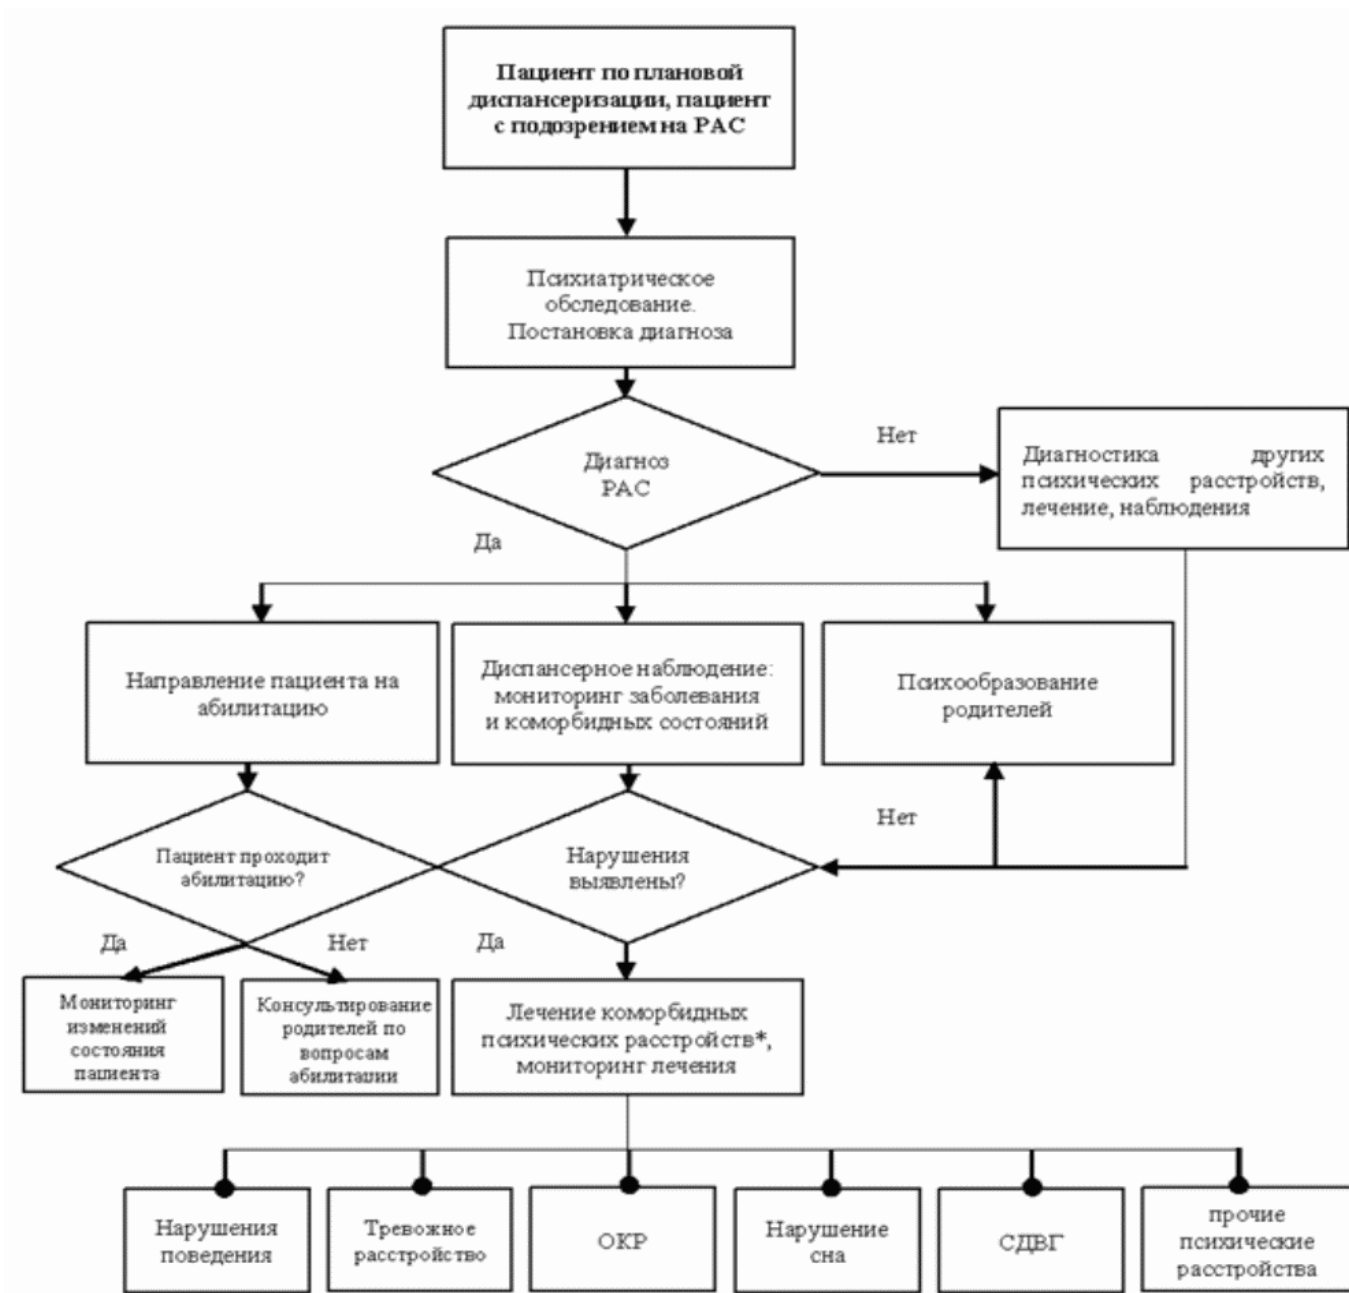 Пациент по плановой
диспансеризации, пациент
с подозрением на РАС
Психиатрическое
обследование.
Постановка диагноза
Диагноз
РАС
Нет
Диагностика других
психических расстройств,
лечение, наблюдения
Да
Направление пациента на
абилитацию
Диспансерное наблюдение:
мониторинг заболевания
и коморбидных состояний
Психообразование
родителей
Пациент проходит
абилитацию?
Нарушения
выявлены?
Нет
Да
Нет
Да
Мониторинг
изменений
состояния
пациента
Консультирование
родителей по
вопросам
абилитации
Лечение коморбидных
психических расстройств*,
мониторинг лечения
Нарушения
поведения
Тревожное
расстройство
ОКР
Нарушение
сна
СДВГ
прочие
психические
расстройства